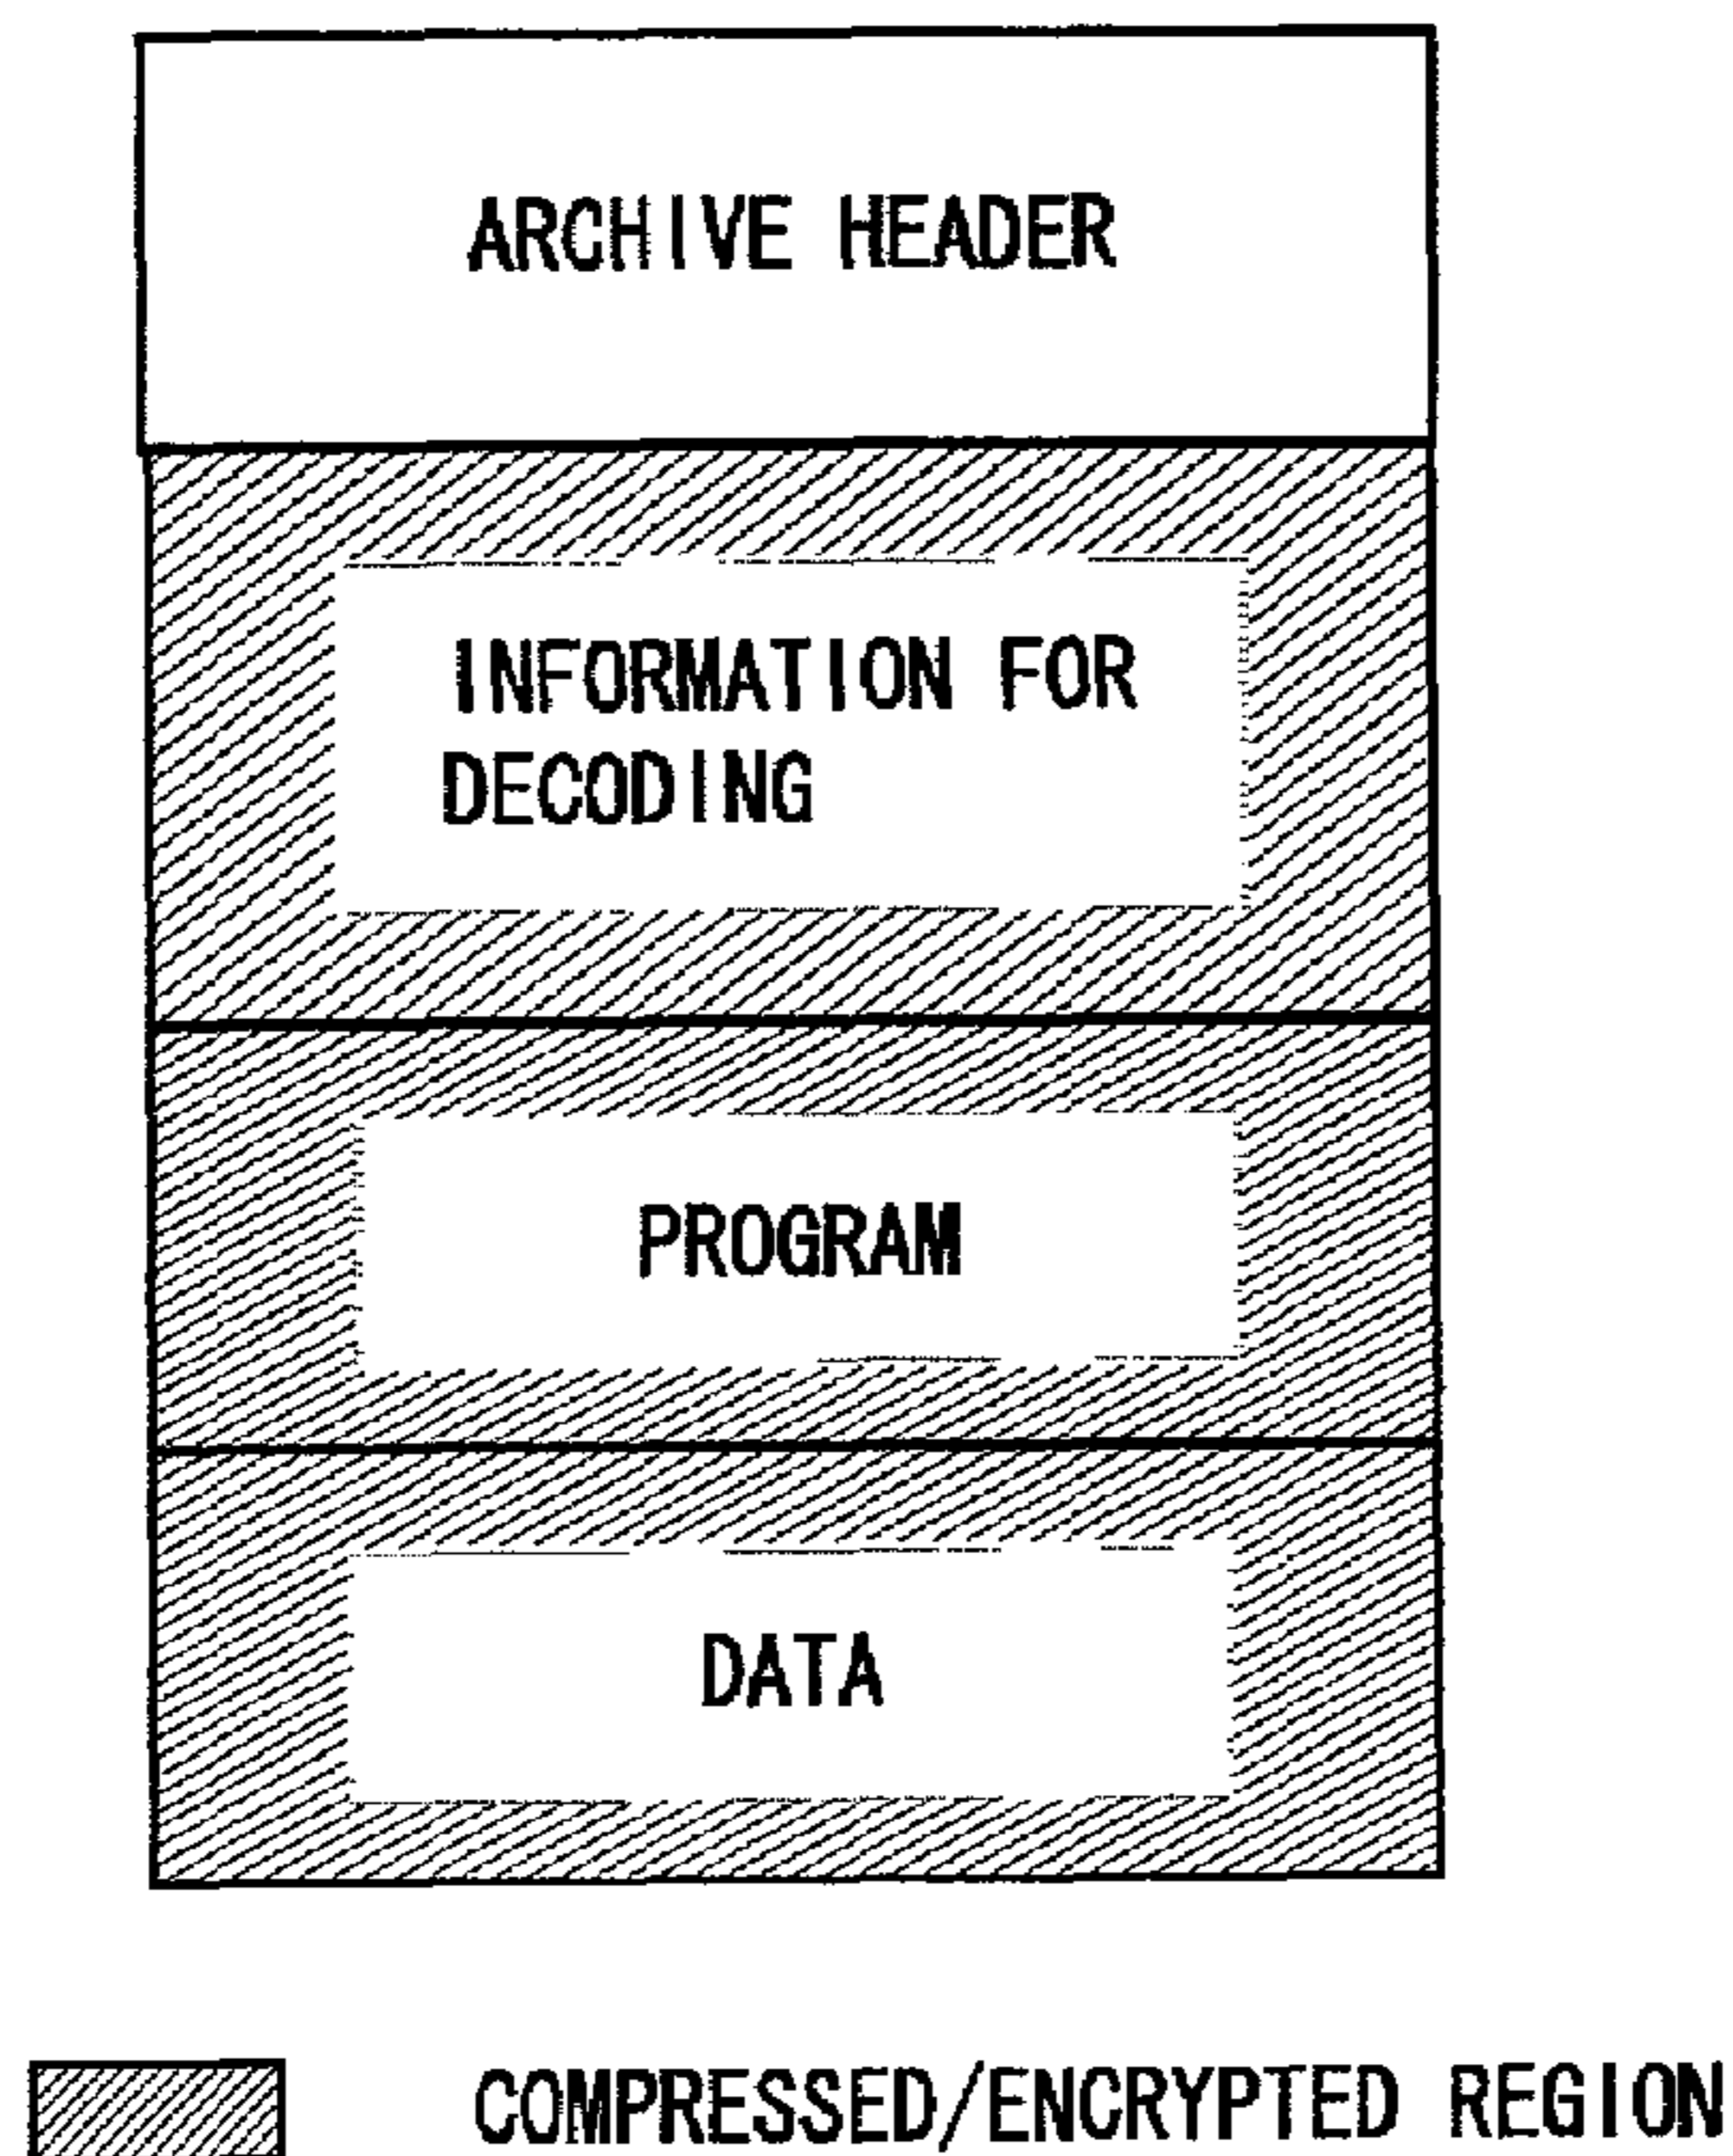 ARCHIVE HEADER
INFORMATION FOR
DECODING
PROGRAM
DATA
COMPRESSED/ENCRYPTED REGION